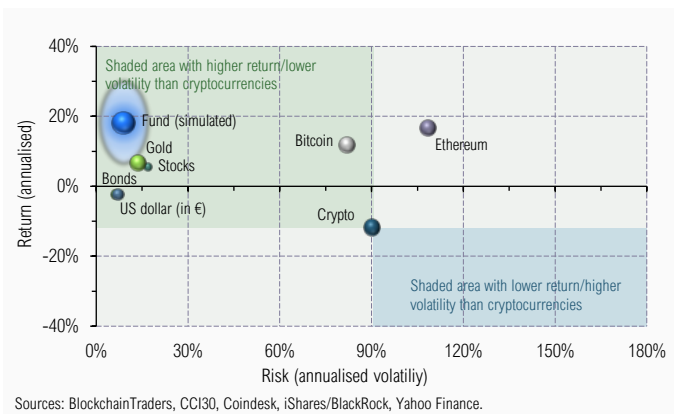 40%
Shaded area with higher return/lower
volatility than cryptocurrencies
20%
Fund (simulated)
Bitcoin
Ethereum
Gold
Stocks
Bonds
0%
US dollar (in €)
Crypto
-20%
Shaded area with lower return/higher
volatility than cryptocurrencies
-40%
Return (annualised)
0% 30% 60% 90% 120% 150% 180%
Risk (annualised volatiliy)
Sources: BlockchainTraders, CCI30, Coindesk, iShares/BlackRock, Yahoo Finance.